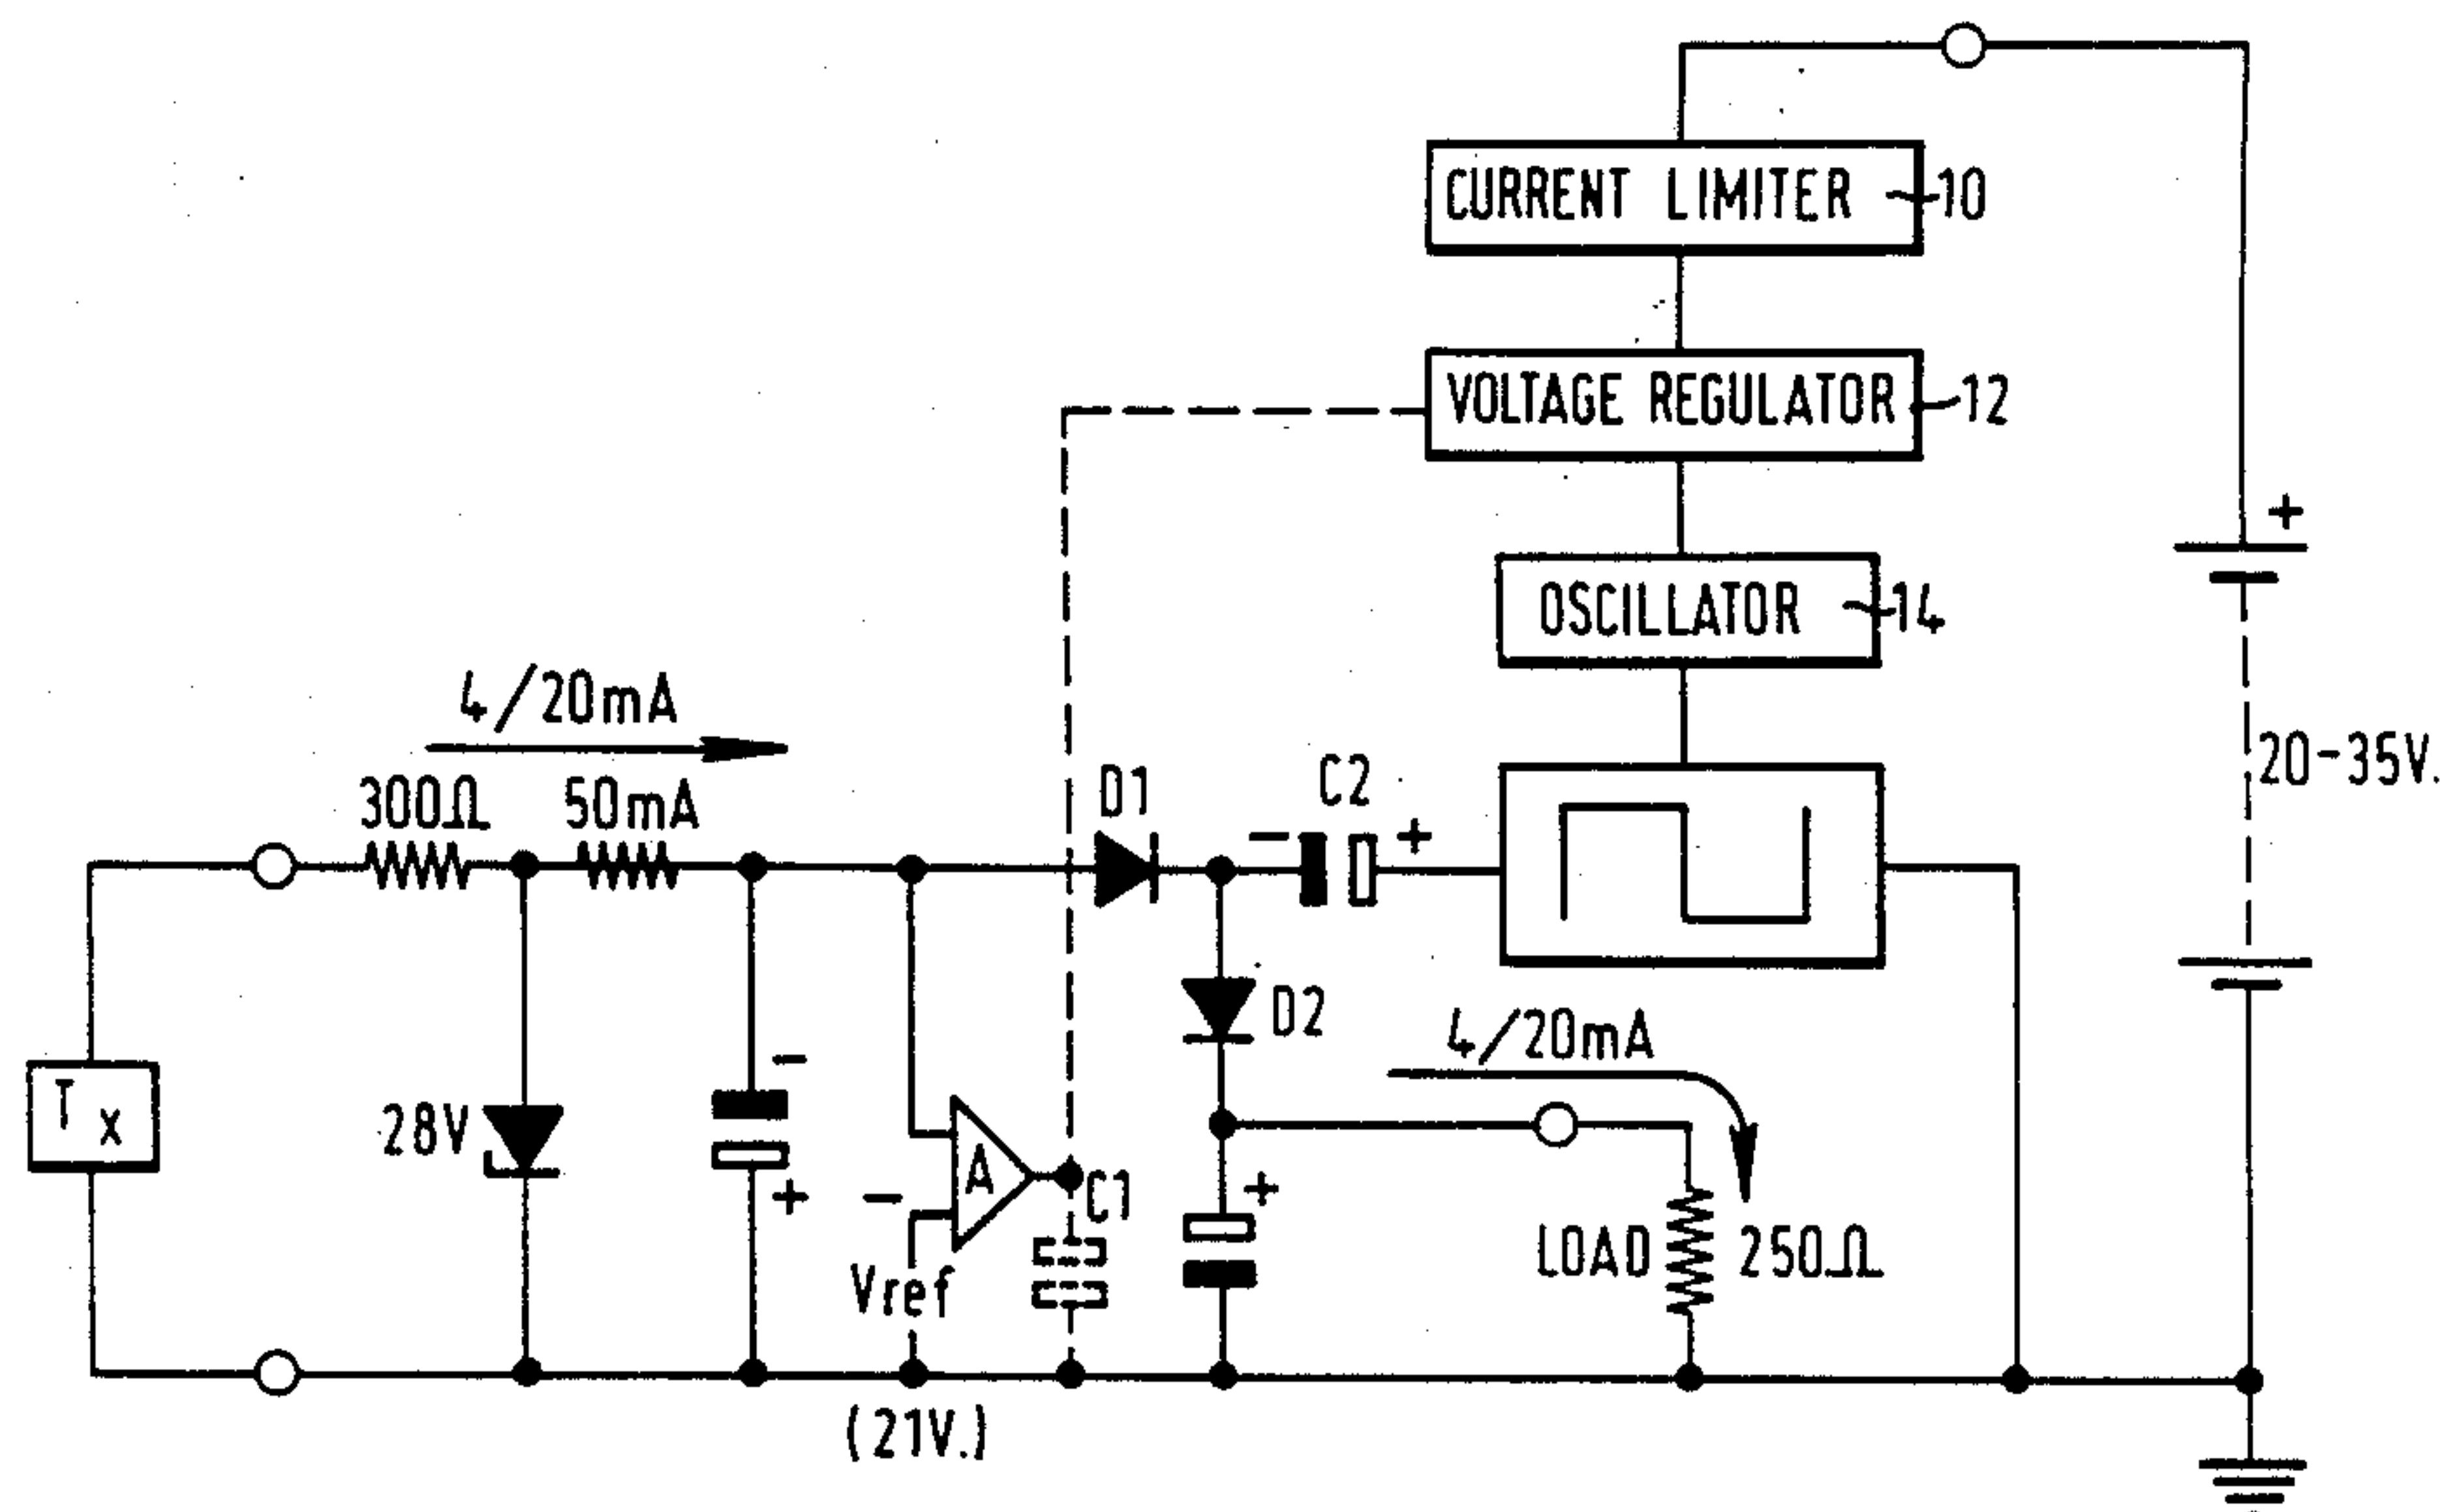 CURRENT LIMITER 10
VOLTAGE REGULATOR 12
OSCILLATOR 14
+
20-35V.
4/20mA
300Ω
50mA
D1
C2
-
+
Tx
28V
-
+
A
-
Vref
C1
(21V.)
D2
+
4/20mA
LOAD
250Ω